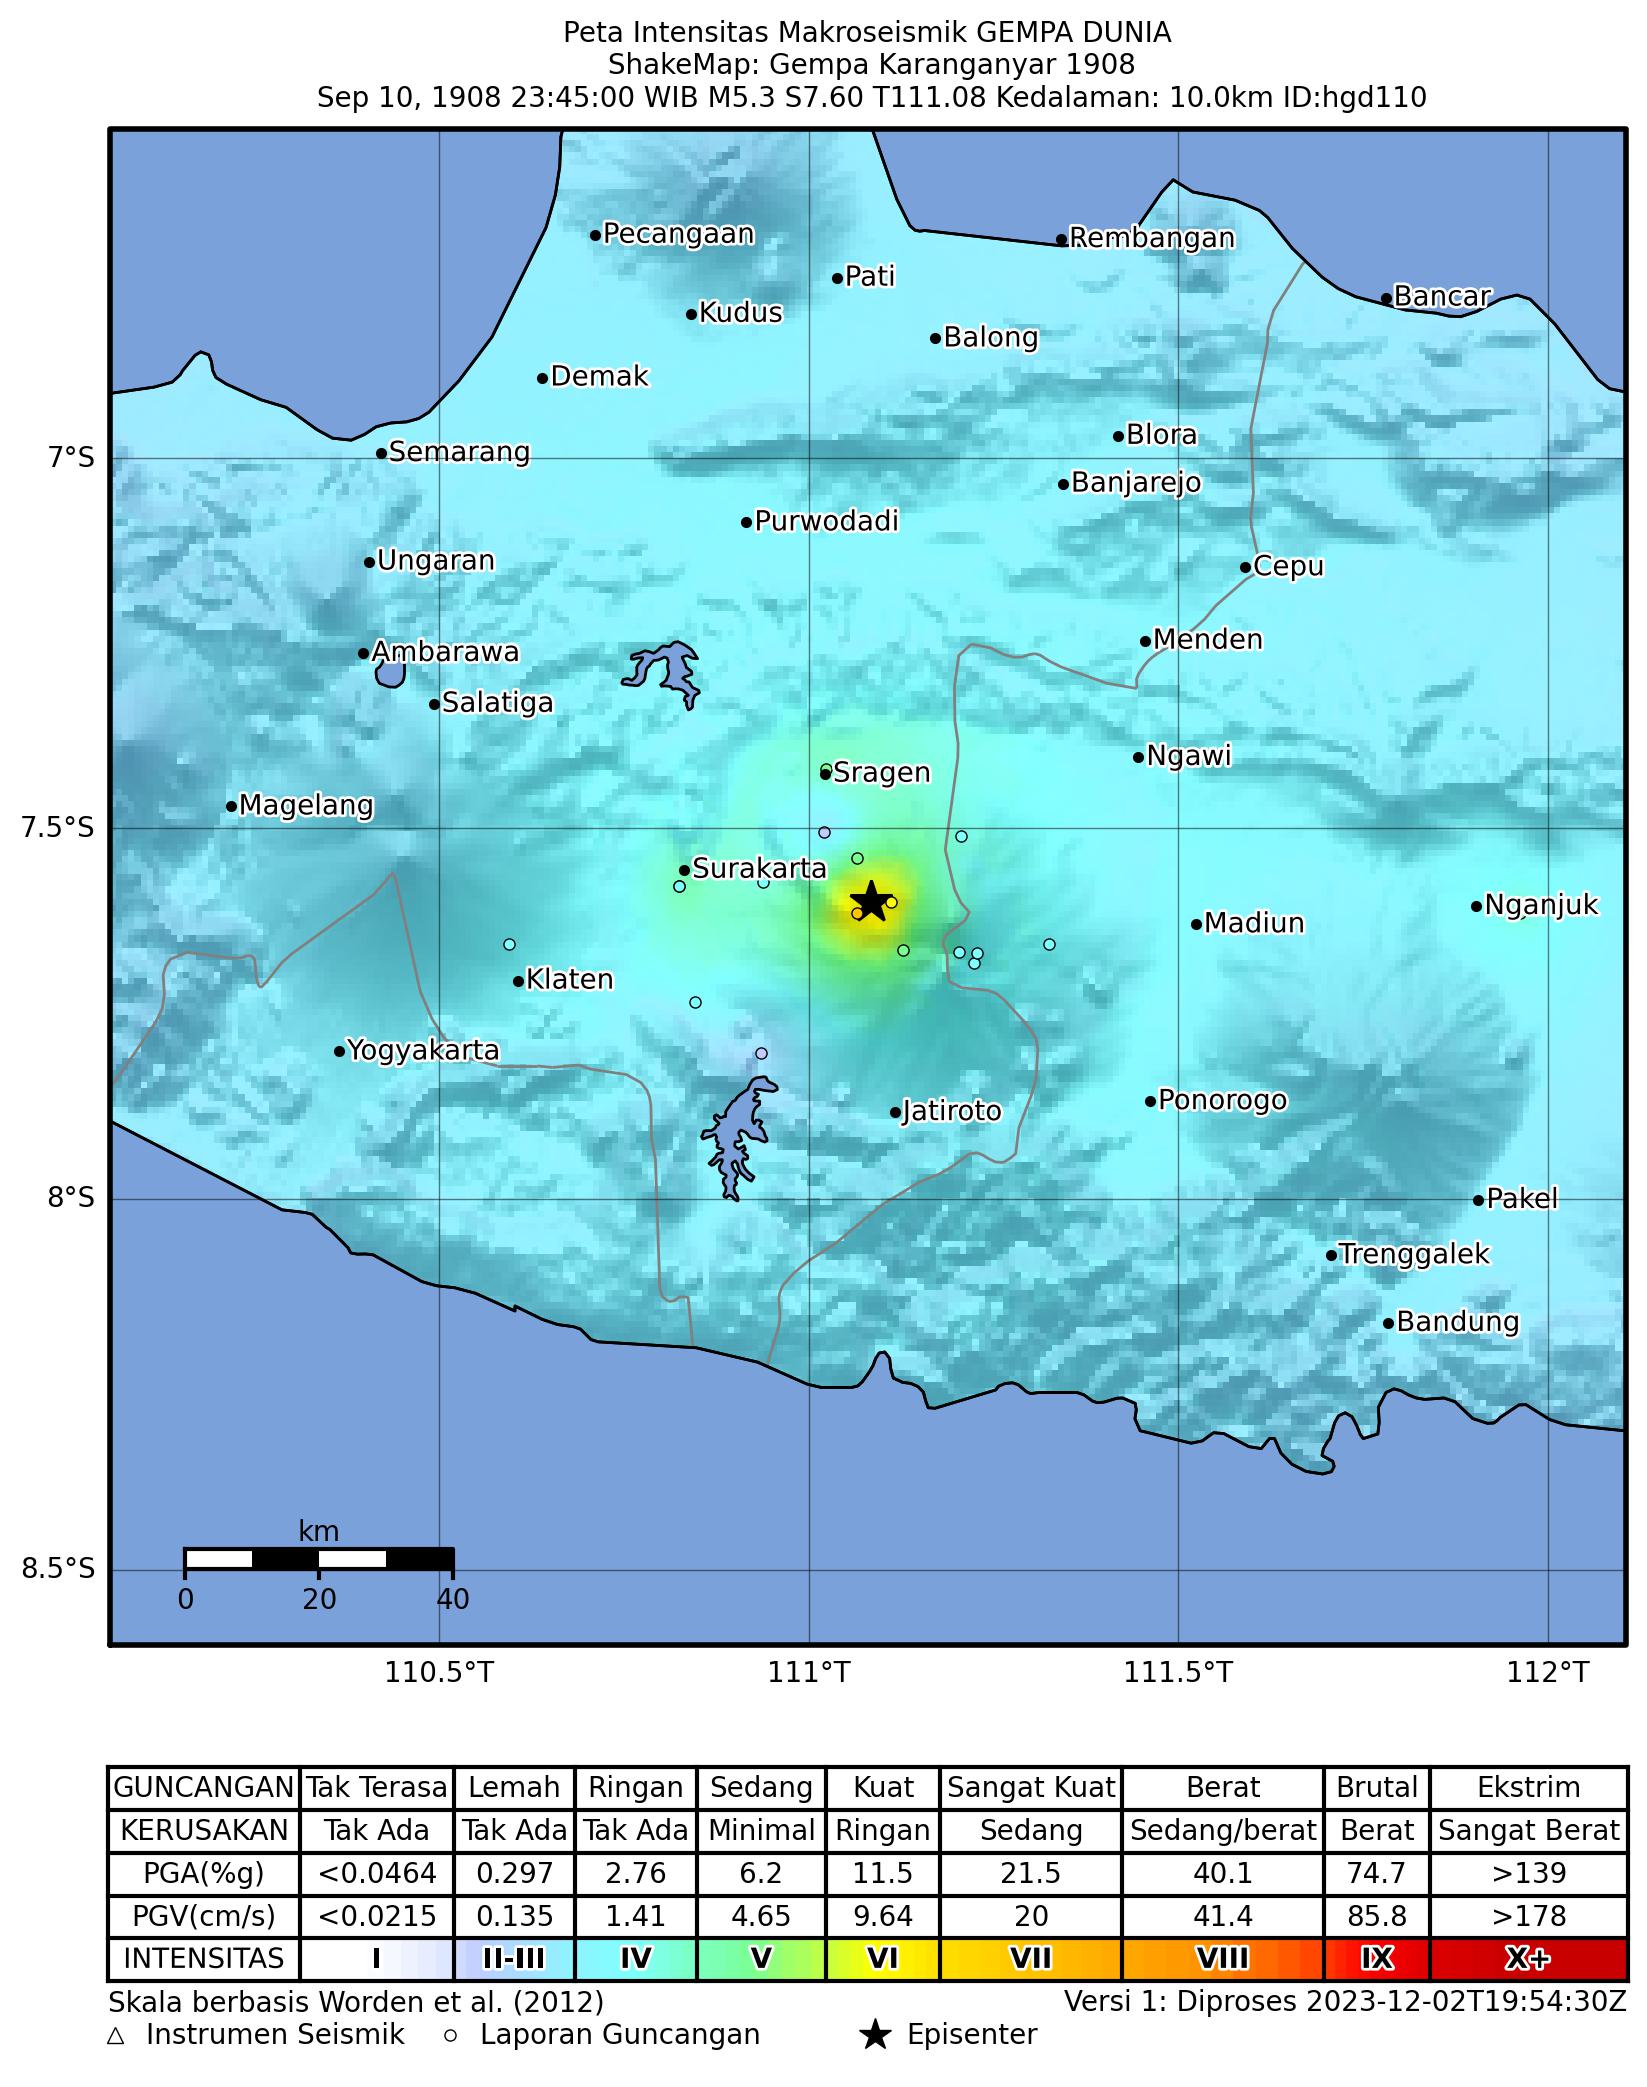 Peta Intensitas Makroseismik GEMPA DUNIA
ShakeMap: Gempa Karanganyar 1908
Sep 10, 1908 23:45:00 WIB M5.3 S7.60 T111.08 Kedalaman: 10.0km ID:hgd110
Pecangaan
Rembangan
Pati
Bancar
Kudus
Balong
Demak
Blora
Semarang
7°S
Banjarejo
Purwodadi
Ungaran
Cepu
Menden
Ambarawa
Salatiga
Ngawi
Sragen
Magelang
7.5°S
Surakarta
Nganjuk
Madiun
Klaten
Yogyakarta
Ponorogo
Jatiroto
8°S
Pakel
Trenggalek
Bandung
km
8.5°S
0 20 40
110.5°T 111°T 111.5°T 112°T
GUNCANGAN Tak Terasa Lemah Ringan Sedang Kuat Sangat Kuat Berat Brutal Ekstrim
KERUSAKAN Tak Ada Tak Ada Tak Ada Minimal Ringan Sedang Sedang/berat Berat Sangat Berat
PGA(%g) <0.0464 0.297 2.76 6.2 11.5 21.5 40.1 74.7 >139
PGV(cm/s) <0.0215 0.135 1.41 4.65 9.64 20 41.4 85.8 >178
INTENSITAS I II-III IV V VI VII VIII IX X+
Skala berbasis Worden et al. (2012) Versi 1: Diproses 2023-12-02T19:54:30Z
Instrumen Seismik Laporan Guncangan Episenter